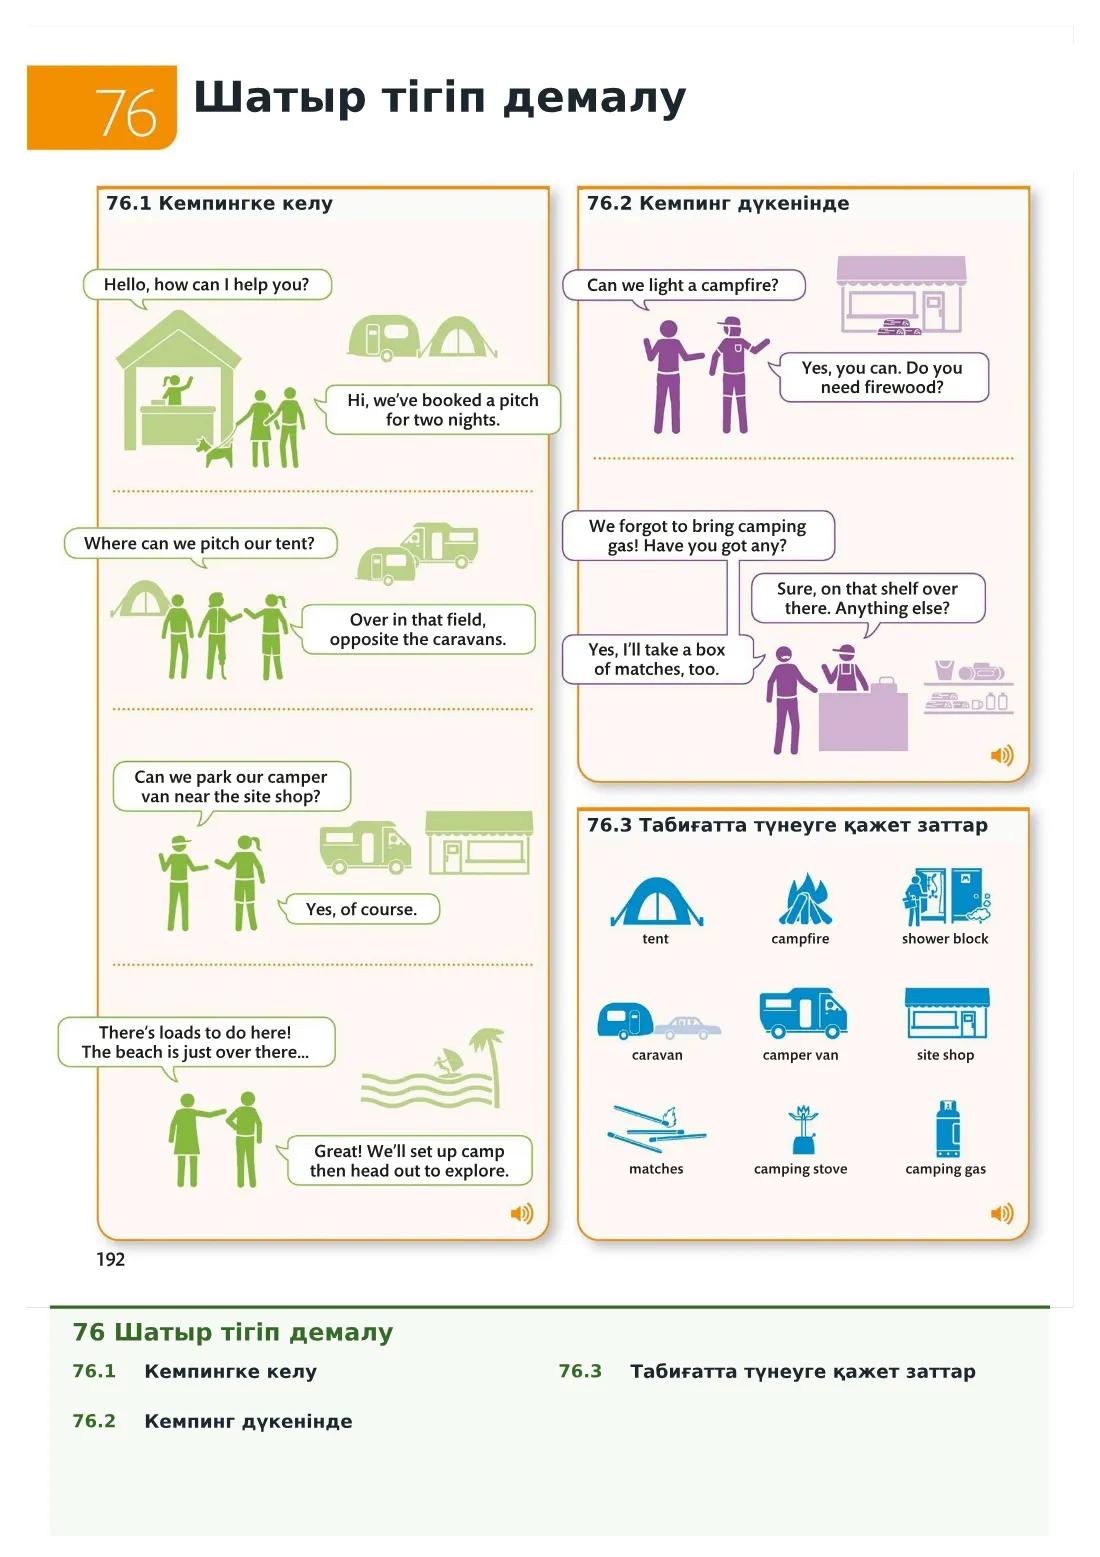 76
Шатыр тігіп демалу
76.1 Кемпингке келу
Hello, how can I help you?
Hi, we've booked a pitch
for two nights.
Where can we pitch our tent?
Over in that field,
opposite the caravans.
Can we park our camper
van near the site shop?
Yes, of course.
There's loads to do here!
The beach is just over there...
Great! We'll set up camp
then head out to explore.
76.2 Кемпинг дүкенінде
Can we light a campfire?
Yes, you can. Do you
need firewood?
We forgot to bring camping
gas! Have you got any?
Sure, on that shelf over
there. Anything else?
Yes, I'll take a box
of matches, too.
76.3 Табиғатта түнеуге қажет заттар
tent
campfire
shower block
caravan
camper van
site shop
matches
camping stove
camping gas
192
76 Шатыр тігіп демалу
76.1 Кемпингке келу
76.2 Кемпинг дүкенінде
76.3 Табиғатта түнеуге қажет заттар